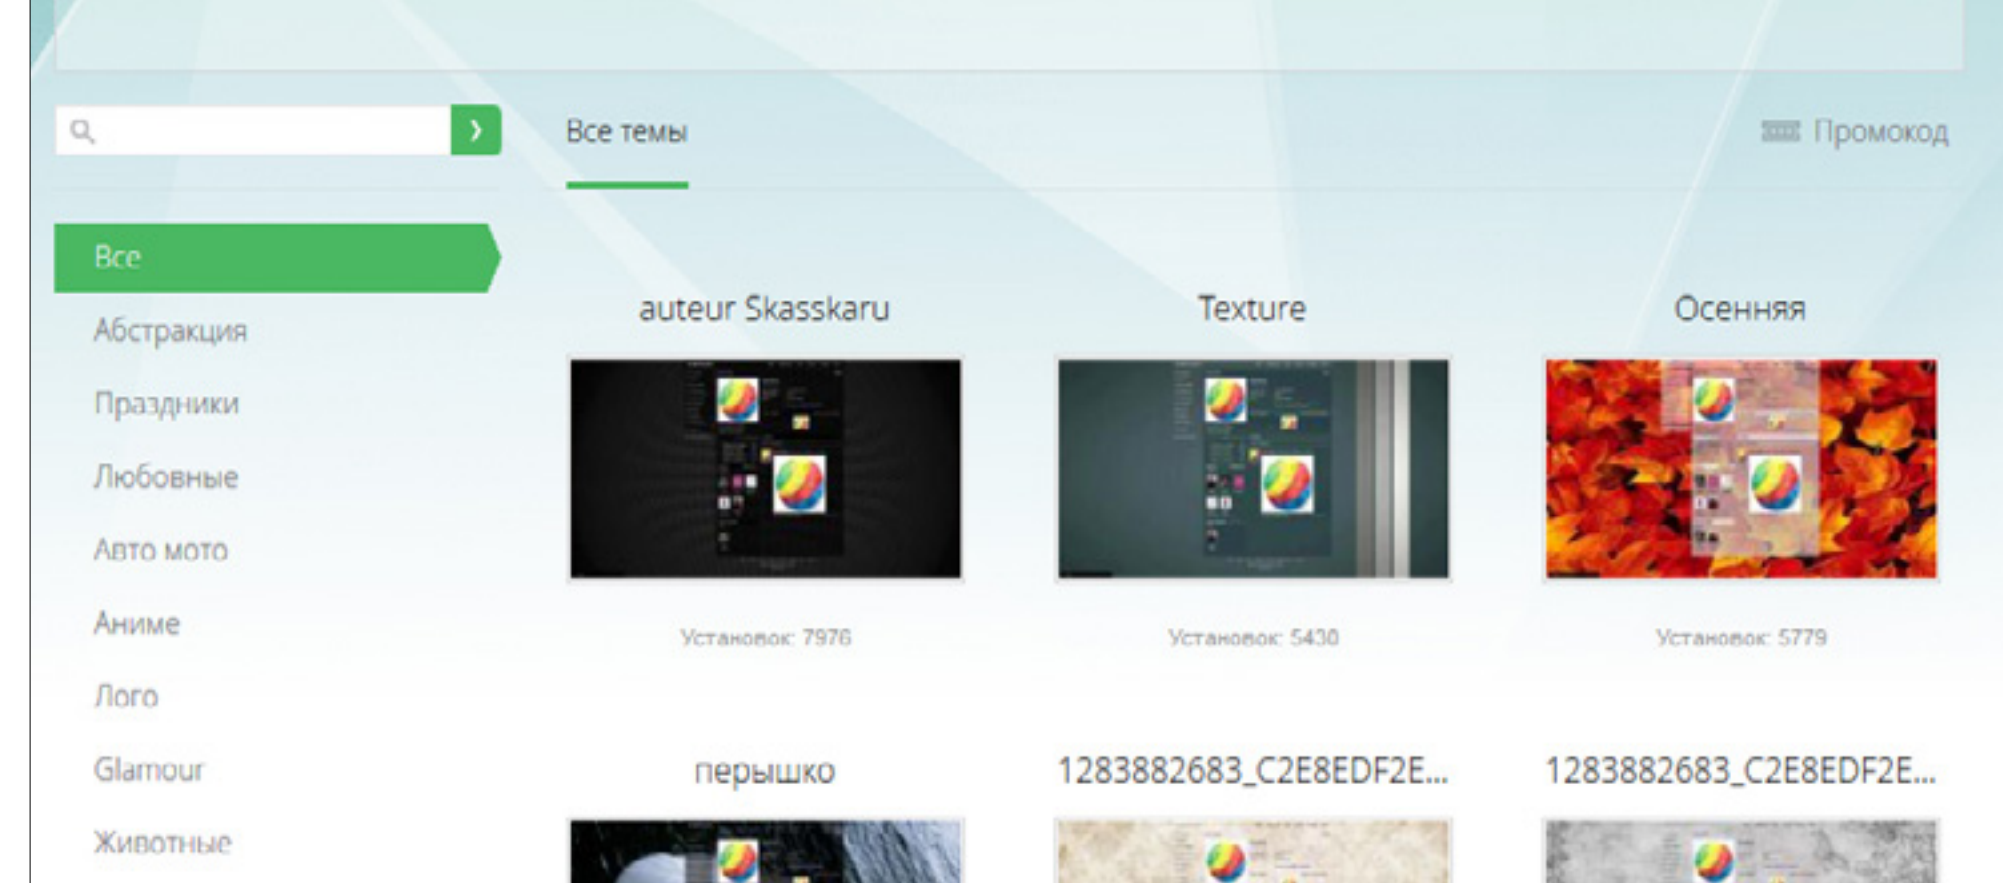 Все темы
Промокод
Все
Абстракция
Праздники
Любовные
Авто мото
Аниме
Лого
Glamour
Животные
auteur Skasskaru
Texture
Осенняя
Установок: 7976
Установок: 5430
Установок: 5779
перышко
1283882683_C2E8EDF2E...
1283882683_C2E8EDF2E...